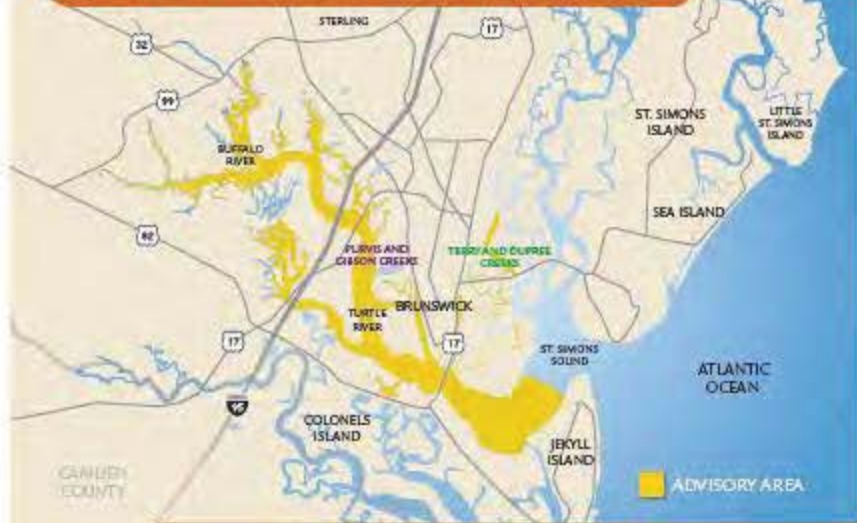 STERLING
17
32
99
BUFFALO
RIVER
ST. SIMONS
ISLAND
LITTLE
ST. SIMONS
ISLAND
SEA ISLAND
82
PURVIS AND
GIBSON CREEKS
TERRY AND DUPREE
CREEKS
BRUNSWICK
TURTLE
RIVER
17
17
ST. SIMONS
SOUND
ATLANTIC
OCEAN
95
COLONELS
ISLAND
JEKYLL
ISLAND
CAMDEN
COUNTY
ADVISORY AREA